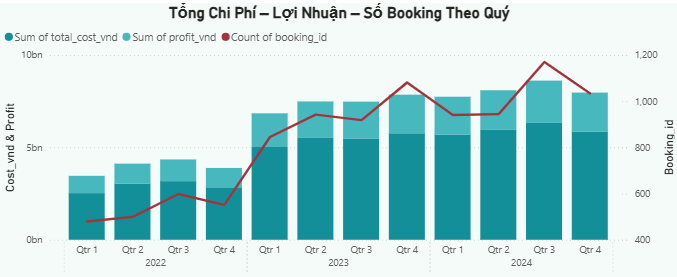 Tổng Chi Phí – Lợi Nhuận – Số Booking Theo Quý
Sum of total_cost_vnd Sum of profit_vnd Count of booking_id
10bn 1,200
1,000
5bn 800
600
0bn 400
Cost_vnd & Profit
Booking_id
Qtr 1 Qtr 2 Qtr 3 Qtr 4 Qtr 1 Qtr 2 Qtr 3 Qtr 4 Qtr 1 Qtr 2 Qtr 3 Qtr 4
2022 2023 2024